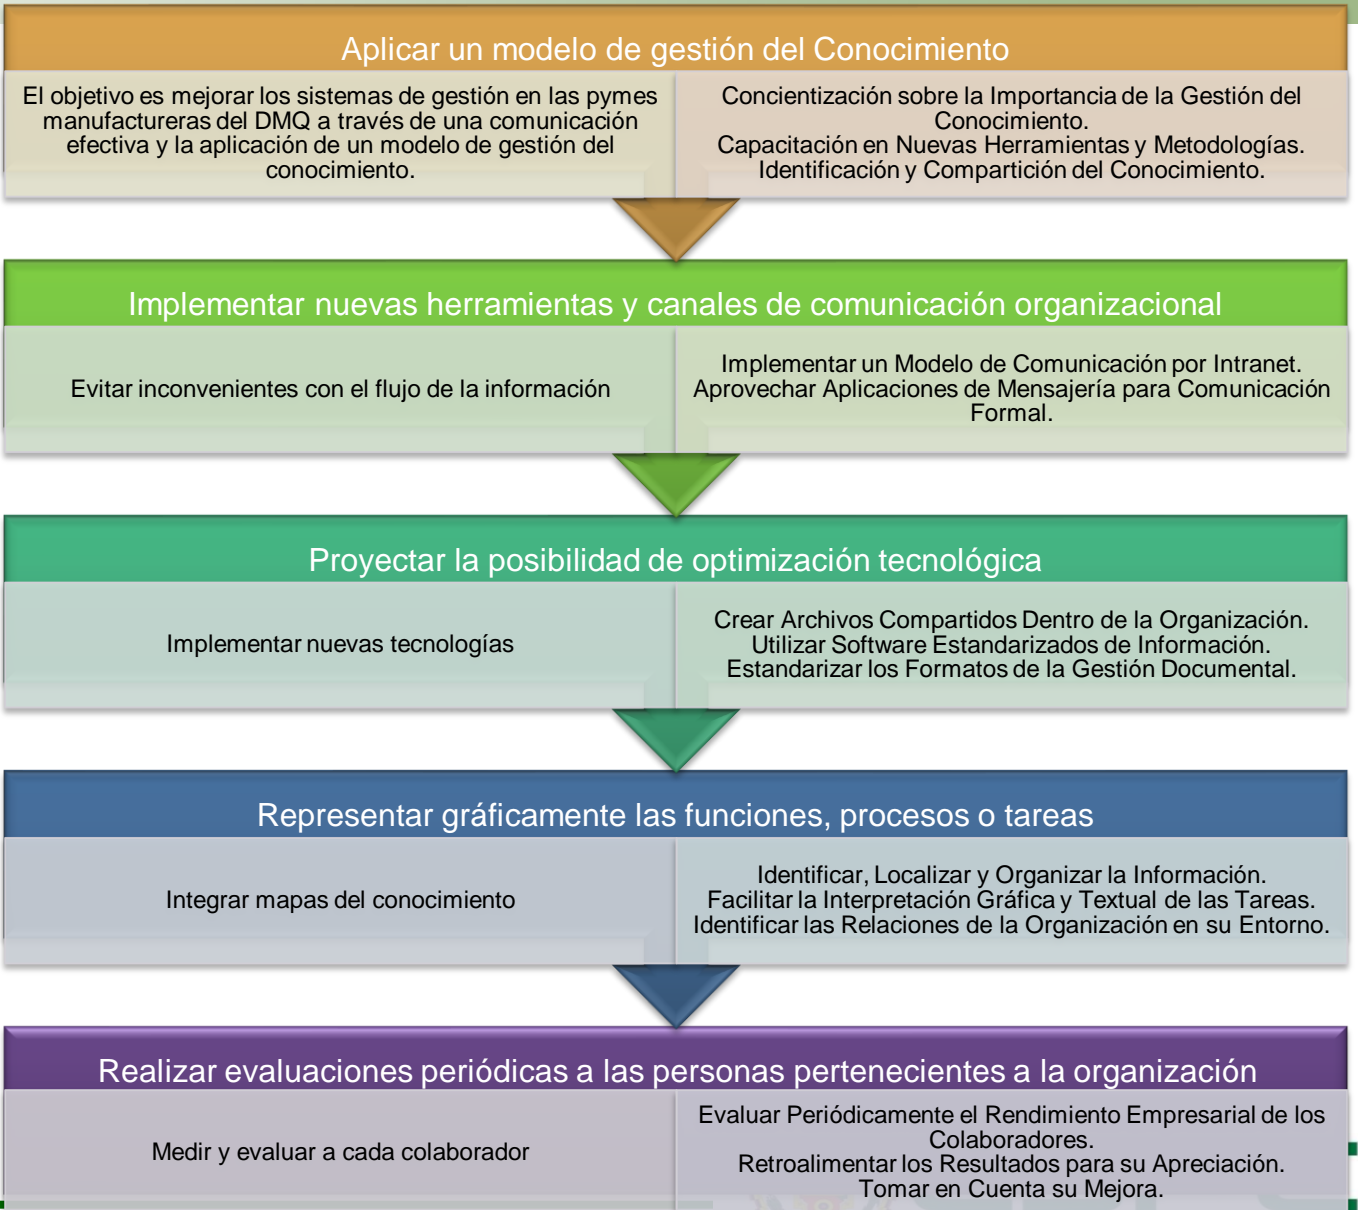 Aplicar un modelo de gestión del Conocimiento
El objetivo es mejorar los sistemas de gestión en las pymes
manufactureras del DMQ a través de una comunicación
efectiva y la aplicación de un modelo de gestión del
conocimiento.
Concientización sobre la Importancia de la Gestión del
Conocimiento.
Capacitación en Nuevas Herramientas y Metodologías.
Identificación y Compartición del Conocimiento.
Implementar nuevas herramientas y canales de comunicación organizacional
Evitar inconvenientes con el flujo de la información
Implementar un Modelo de Comunicación por Intranet.
Aprovechar Aplicaciones de Mensajería para Comunicación
Formal.
Proyectar la posibilidad de optimización tecnológica
Implementar nuevas tecnologías
Crear Archivos Compartidos Dentro de la Organización.
Utilizar Software Estandarizados de Información.
Estandarizar los Formatos de la Gestión Documental.
Representar gráficamente las funciones, procesos o tareas
Integrar mapas del conocimiento
Identificar, Localizar y Organizar la Información.
Facilitar la Interpretación Gráfica y Textual de las Tareas.
Identificar las Relaciones de la Organización en su Entorno.
Realizar evaluaciones periódicas a las personas pertenecientes a la organización
Medir y evaluar a cada colaborador
Evaluar Periódicamente el Rendimiento Empresarial de los
Colaboradores.
Retroalimentar los Resultados para su Apreciación.
Tomar en Cuenta su Mejora.